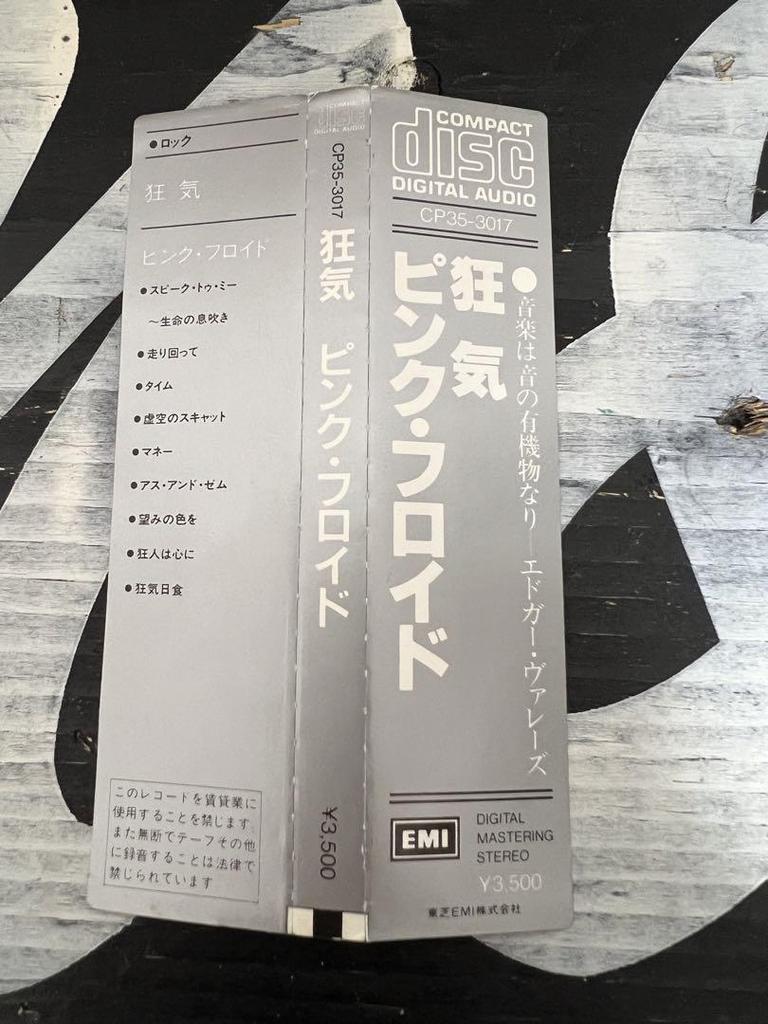 ●ロック
狂気
ピンク・フロイド
●スピーク・トゥ・ミー
〜生命の息吹き
●走り回って
●タイム
●虚空のスキャット
●マネー
●アス・アンド・ゼム
●望みの色を
●狂人は心に
●狂気日食
このレコードを賃貸業に
使用することを禁じます
また無断でテープその他
に録音することは法律で
禁じられています
COMPACT
disc
DIGITAL AUDIO
CP35-3017
狂気 ピンク・フロイド
¥3,500
COMPACT
disc
DIGITAL AUDIO
CP35-3017
●音楽は音の有機物なり―エドガー・ヴァレーズ
狂気
ピンク・フロイド
EMI
DIGITAL
MASTERING
STEREO
¥3,500
東芝EMI株式会社